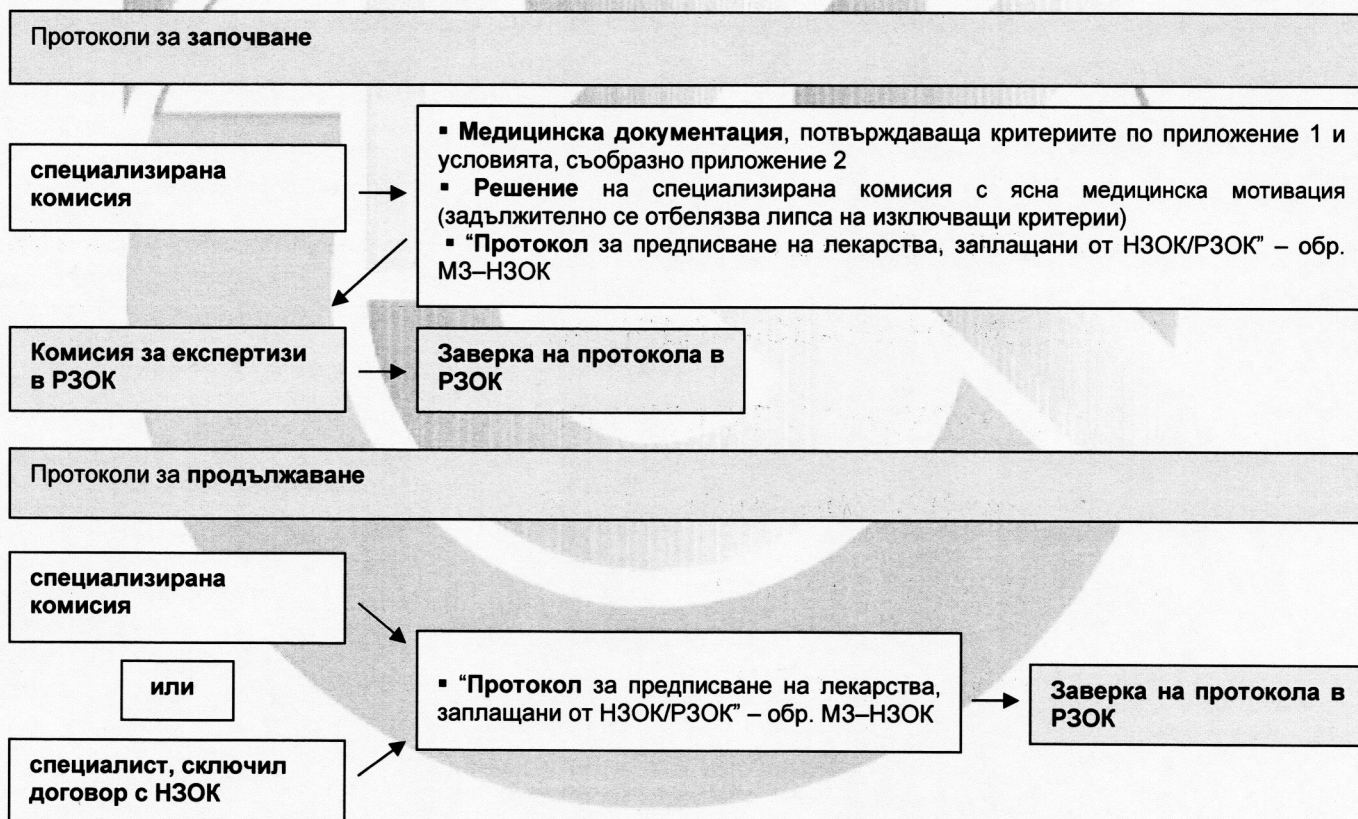 Протоколи за започване
специализирана
комисия
▪ Медицинска документация, потвърждаваща критериите по приложение 1 и
условията, съобразно приложение 2
▪ Решение на специализирана комисия с ясна медицинска мотивация
(задължително се отбелязва липса на изключващи критерии)
▪ “Протокол за предписване на лекарства, заплащани от НЗОК/РЗОК” – обр.
МЗ–НЗОК
Комисия за експертизи
в РЗОК
Заверка на протокола в
РЗОК
Протоколи за продължаване
специализирана
комисия
или
специалист, сключил
договор с НЗОК
▪ “Протокол за предписване на лекарства,
заплащани от НЗОК/РЗОК” – обр. МЗ–НЗОК
Заверка на протокола в
РЗОК